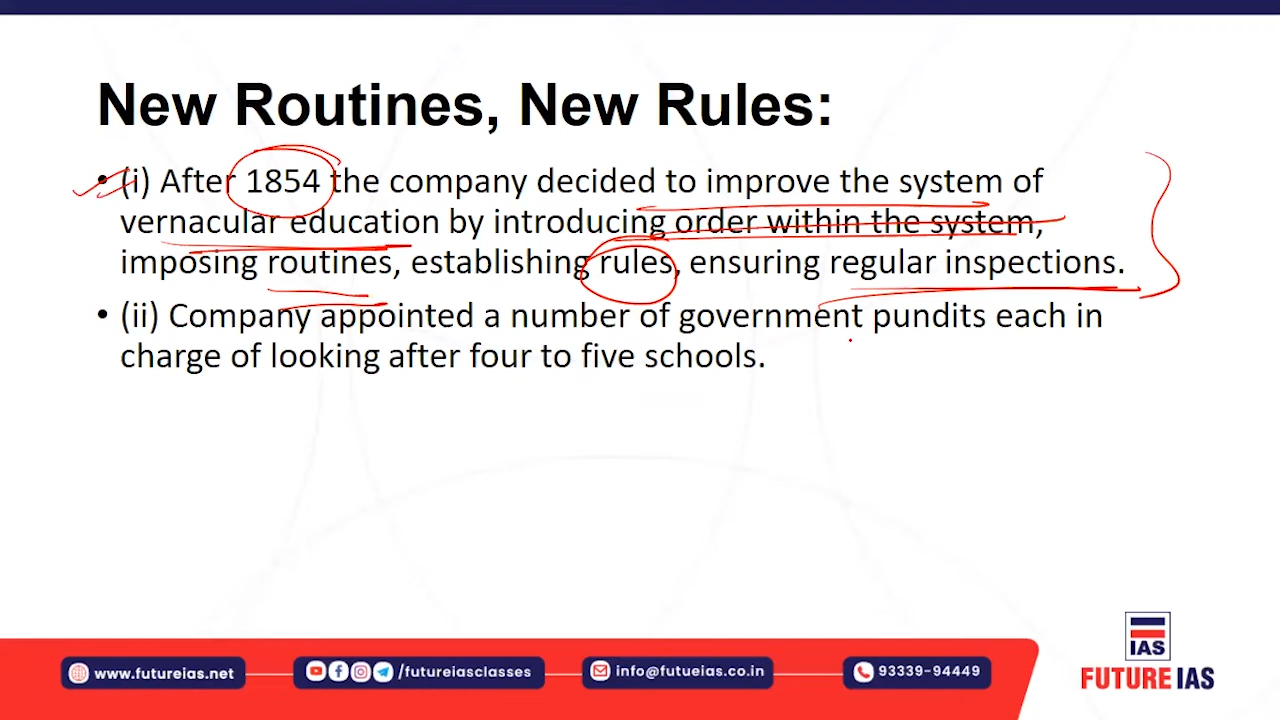 New Routines, New Rules:
• (i) After 1854 the company decided to improve the system of
vernacular education by introducing order within the system,
imposing routines, establishing rules, ensuring regular inspections.
• (ii) Company appointed a number of government pundits each in
charge of looking after four to five schools.
IAS
FUTURE IAS
www.futureias.net
/futureiasclasses
info@futueias.co.in
93339-94449